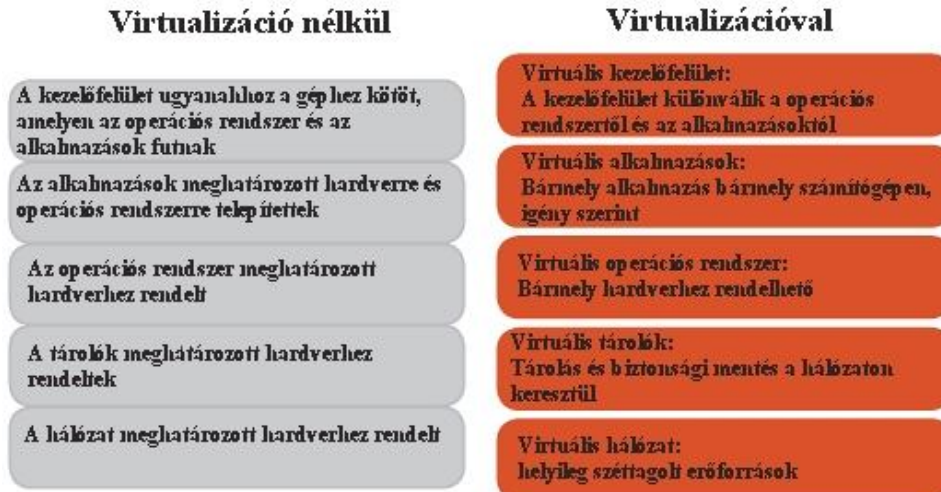 Virtualizáció nélkül
A kezelőfelület ugyanahhoz a géphez kötöt,
amelyen az operációs rendszer és az
alkalmazások futnak
Az alkalmazások meghatározott hardverre és
operációs rendszerre telepítettek
Az operációs rendszer meghatározott
hardverhez rendelt
A tárolók meghátározott hardverhez
rendeltek
A hálózat meghatározott hardverhez rendelt
Virtualizációval
Virtuális kezelőfelület:
A kezelőfelület különválik a operációs
rendszertől és az alkalmazásoktól
Virtuális alkalmazások:
Bármely alkalmazás bármely számítógépen,
igény szerint
Virtuális operációs rendszer:
Bármely hardverhez rendelhető
Virtuális tárolók:
Tárolás és biztonsági mentés a hálózaton
keresztül
Virtuális hálózat:
helyileg széttagolt erőforrások